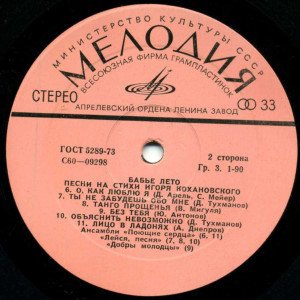 МИНИСТЕРСТВО КУЛЬТУРЫ СССР
МЕЛОДИЯ
ВСЕСОЮЗНАЯ ФИРМА ГРАМПЛАСТИНОК
СТЕРЕО
33
АПРЕЛЕВСКИЙ ОРДЕНА ЛЕНИНА ЗАВОД
ГОСТ 5289-73
2 сторона
С60—09298
Гр. 3. 1-90
БАБЬЕ ЛЕТО
ПЕСНИ НА СТИХИ ИГОРЯ КОХАНОВСКОГО
6. О, КАК ЛЮБЛЮ Я (Д. Арель, С. Мейер)
7. ТЫ НЕ ЗАБУДЕШЬ ОБО МНЕ (Д. Тухманов)
8. ТАНГО ПРОЩЕНЬЯ (В. Мигуля)
9. БЕЗ ТЕБЯ (Ю. Антонов)
10. ОБЪЯСНИТЬ НЕВОЗМОЖНО (Д. Тухманов)
11. ЛИЦО В ЛАДОНЯХ (А. Днепров)
Ансамбли «Поющие сердца» (6, 11)
«Лейся, песня» (7, 8, 10)
«Добры молодцы» (9)